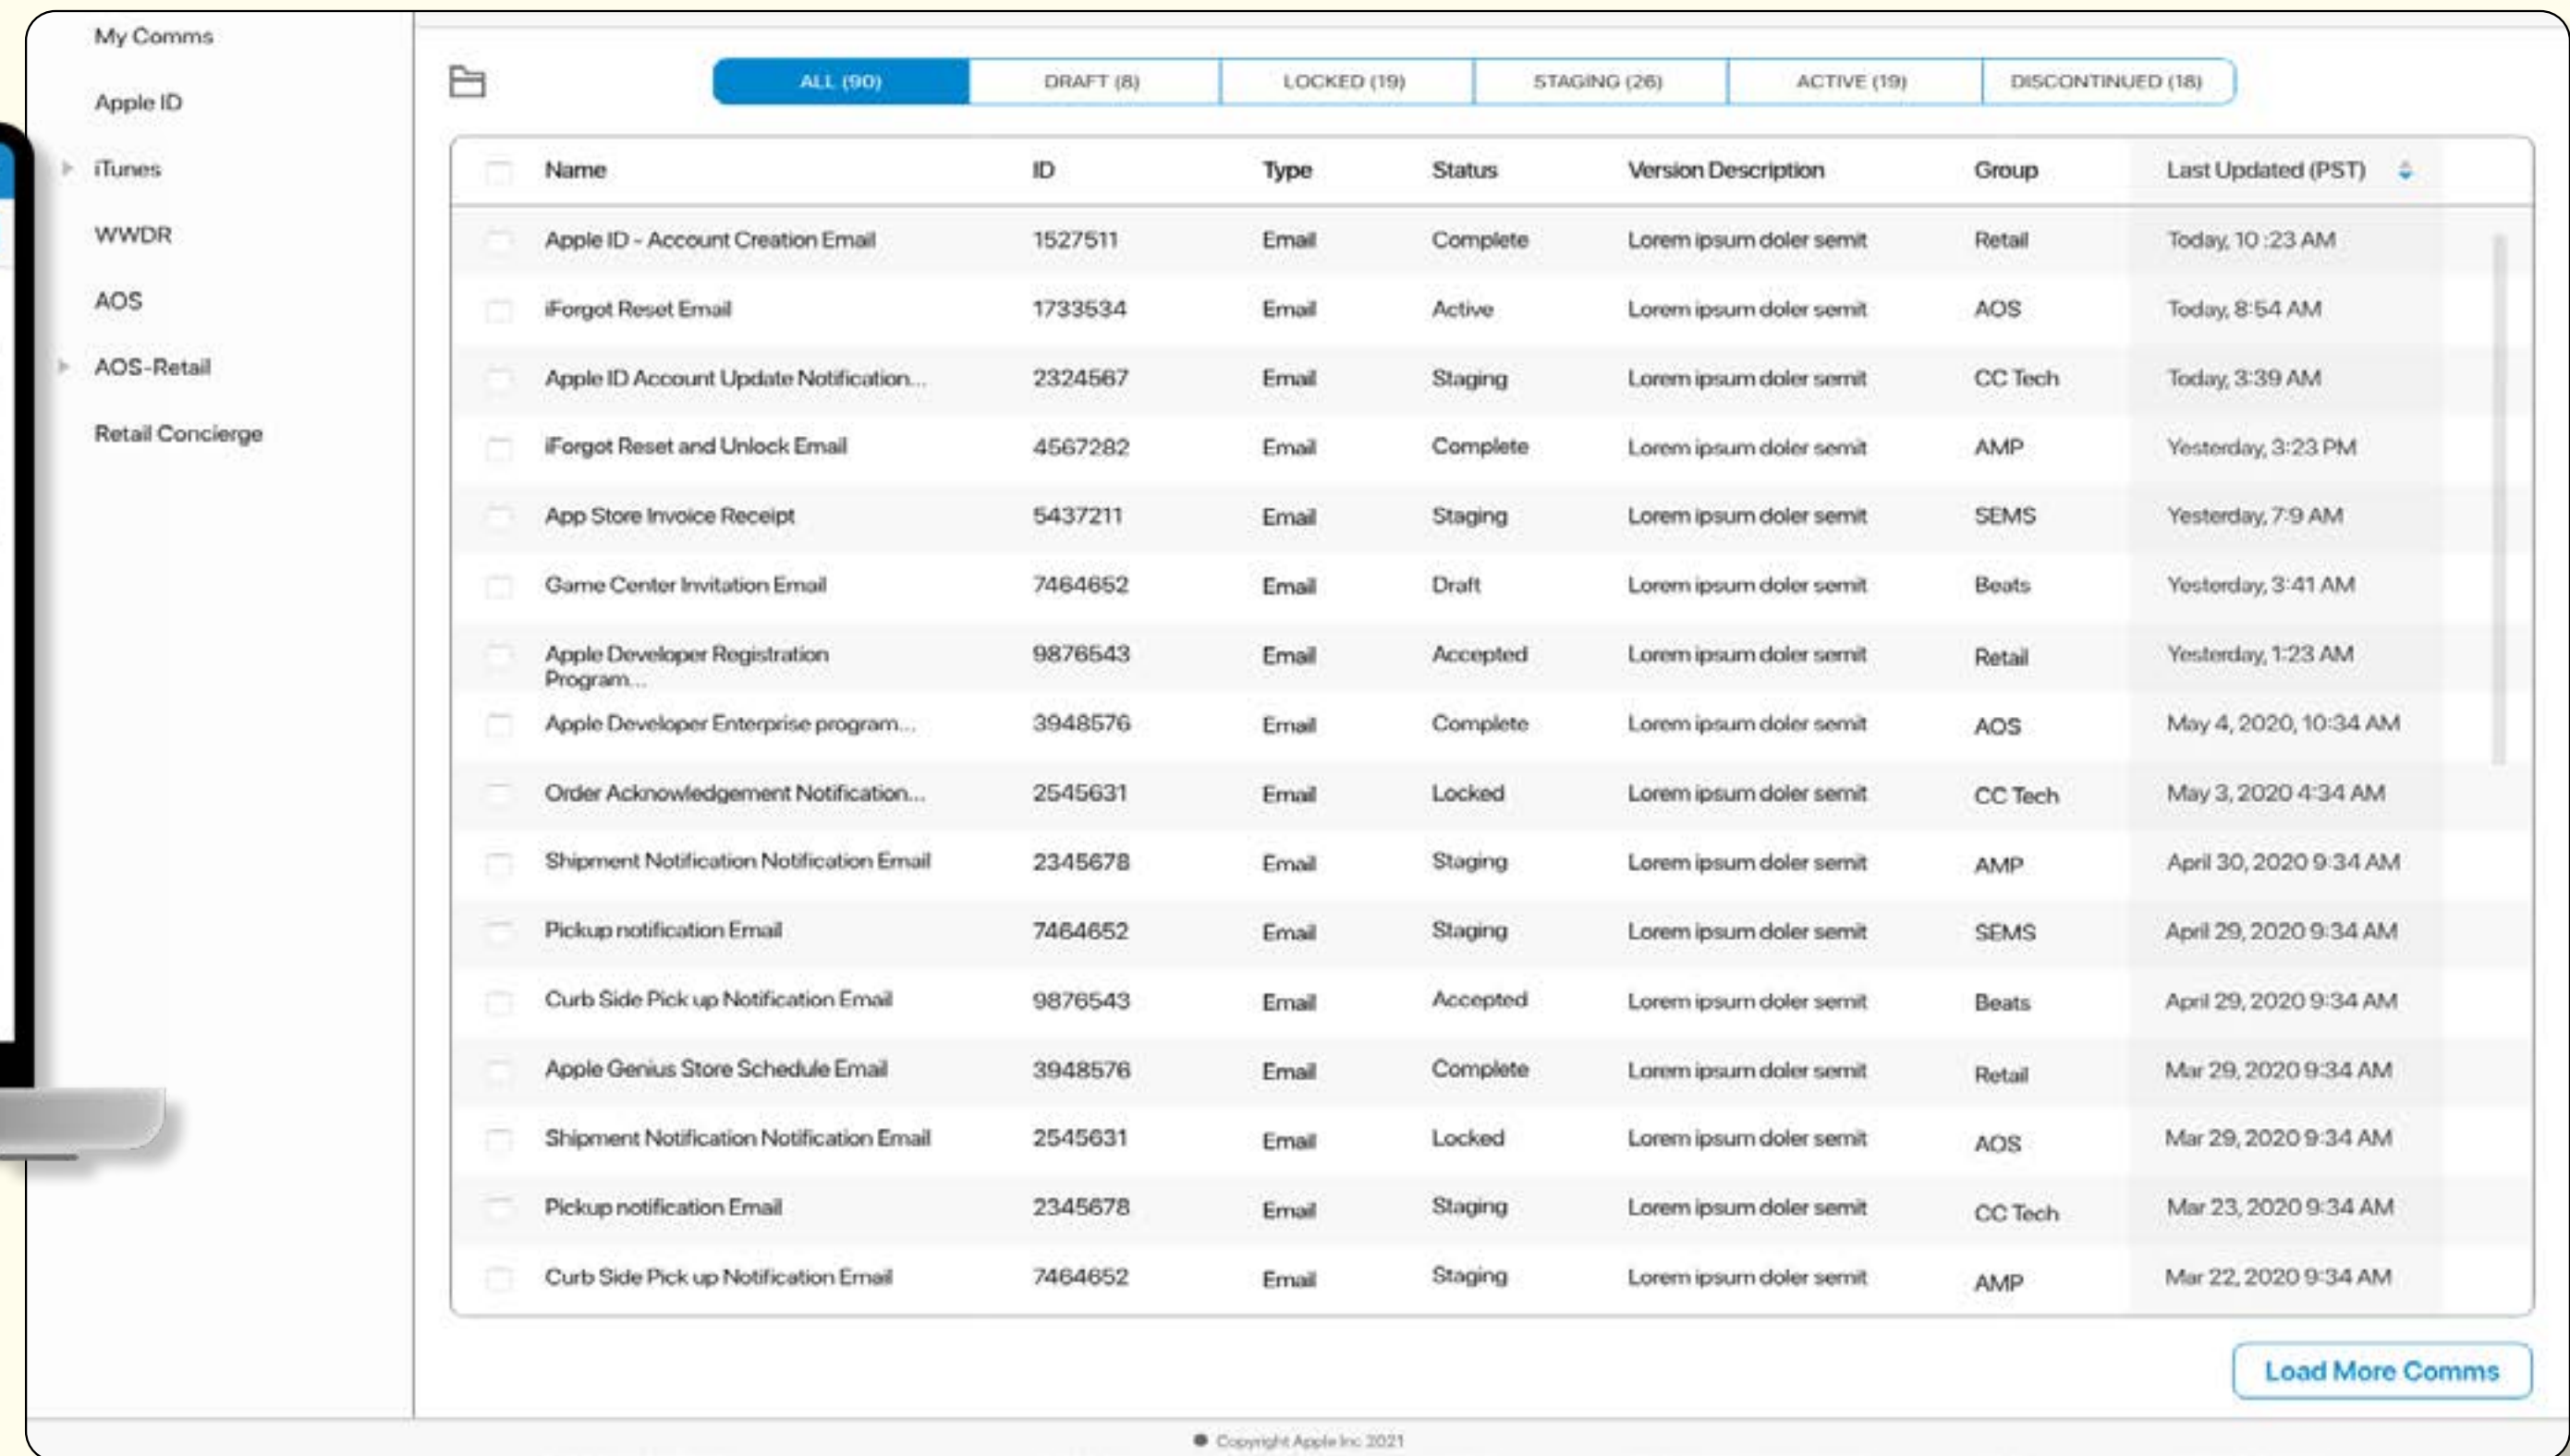 My Comms
Apple ID
iTunes
WWDR
AOS
AOS-Retail
Retail Concierge
ALL (90) DRAFT (8) LOCKED (19) STAGING (26) ACTIVE (19) DISCONTINUED (18)
Name ID Type Status Version Description Group Last Updated (PST)
Apple ID - Account Creation Email 1527511 Email Complete Lorem ipsum doler semit Retail Today, 10 :23 AM
iForgot Reset Email 1733534 Email Active Lorem ipsum doler semit AOS Today, 8:54 AM
Apple ID Account Update Notification... 2324567 Email Staging Lorem ipsum doler semit CC Tech Today, 3:39 AM
iForgot Reset and Unlock Email 4567282 Email Complete Lorem ipsum doler semit AMP Yesterday, 3:23 PM
App Store Invoice Receipt 5437211 Email Staging Lorem ipsum doler semit SEMS Yesterday, 7:9 AM
Game Center Invitation Email 7464652 Email Draft Lorem ipsum doler semit Beats Yesterday, 3:41 AM
Apple Developer Registration 9876543 Email Accepted Lorem ipsum doler semit Retail Yesterday, 1:23 AM
Program...
Apple Developer Enterprise program... 3948576 Email Complete Lorem ipsum doler semit AOS May 4, 2020, 10:34 AM
Order Acknowledgement Notification... 2545631 Email Locked Lorem ipsum doler semit CC Tech May 3, 2020 4:34 AM
Shipment Notification Notification Email 2345678 Email Staging Lorem ipsum doler semit AMP April 30, 2020 9:34 AM
Pickup notification Email 7464652 Email Staging Lorem ipsum doler semit SEMS April 29, 2020 9:34 AM
Curb Side Pick up Notification Email 9876543 Email Accepted Lorem ipsum doler semit Beats April 29, 2020 9:34 AM
Apple Genius Store Schedule Email 3948576 Email Complete Lorem ipsum doler semit Retail Mar 29, 2020 9:34 AM
Shipment Notification Notification Email 2545631 Email Locked Lorem ipsum doler semit AOS Mar 29, 2020 9:34 AM
Pickup notification Email 2345678 Email Staging Lorem ipsum doler semit CC Tech Mar 23, 2020 9:34 AM
Curb Side Pick up Notification Email 7464652 Email Staging Lorem ipsum doler semit AMP Mar 22, 2020 9:34 AM
Load More Comms
Copyright Apple Inc 2021